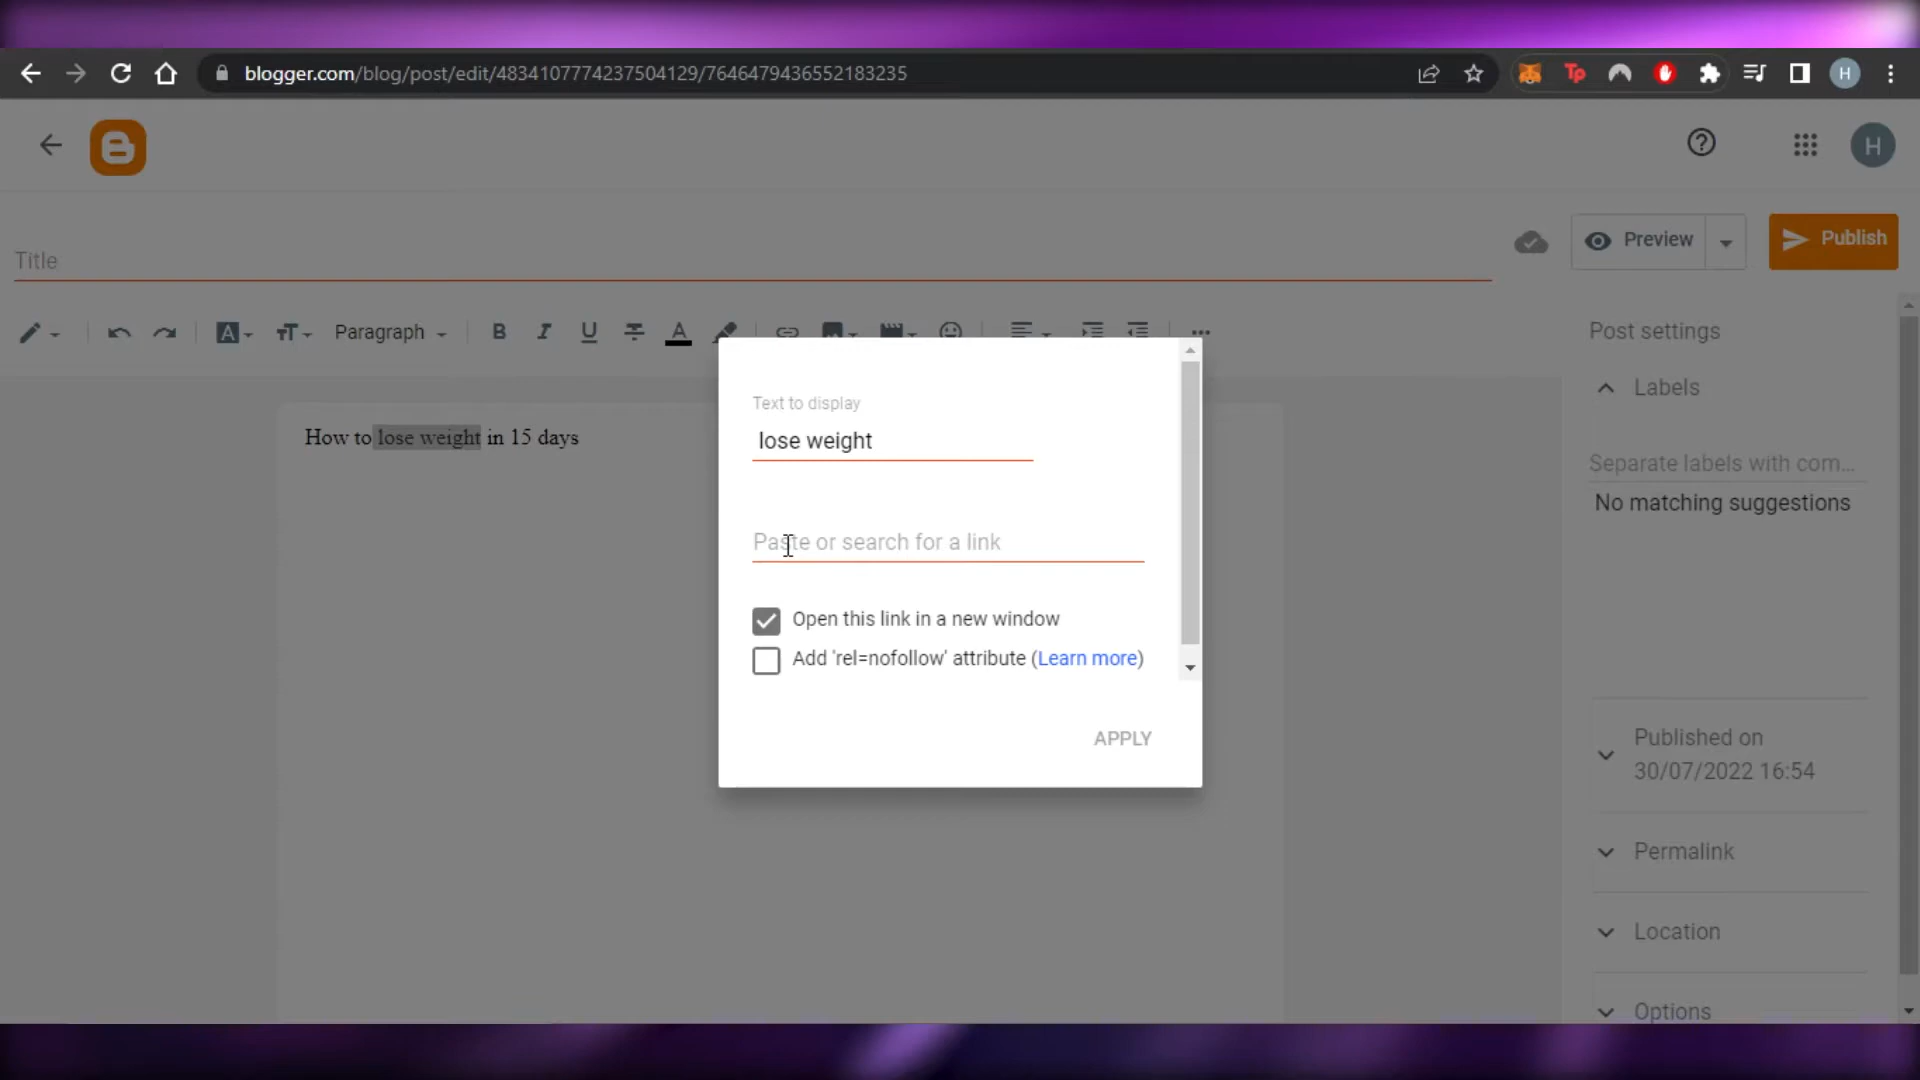 blogger.com/blog/post/edit/4834107774237504129/7646479436552183235
Tp
H
H
Title
Preview
Publish
A
TT
Paragraph
B
I
U
A
Post settings
Labels
Separate labels with com...
No matching suggestions
How to lose weight in 15 days
Text to display
lose weight
Paste or search for a link
Open this link in a new window
Add 'rel=nofollow' attribute (Learn more)
APPLY
Published on
30/07/2022 16:54
Permalink
Location
Options